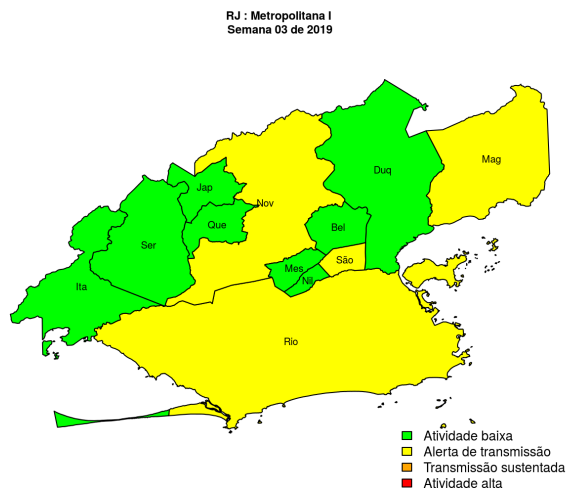 RJ : Metropolitana I
Semana 03 de 2019
Mag
Duq
Jap
Nov
Que
Bel
Ser
São
Mes
Nil
Ita
Rio
Atividade baixa
Alerta de transmissão
Transmissão sustentada
Atividade alta